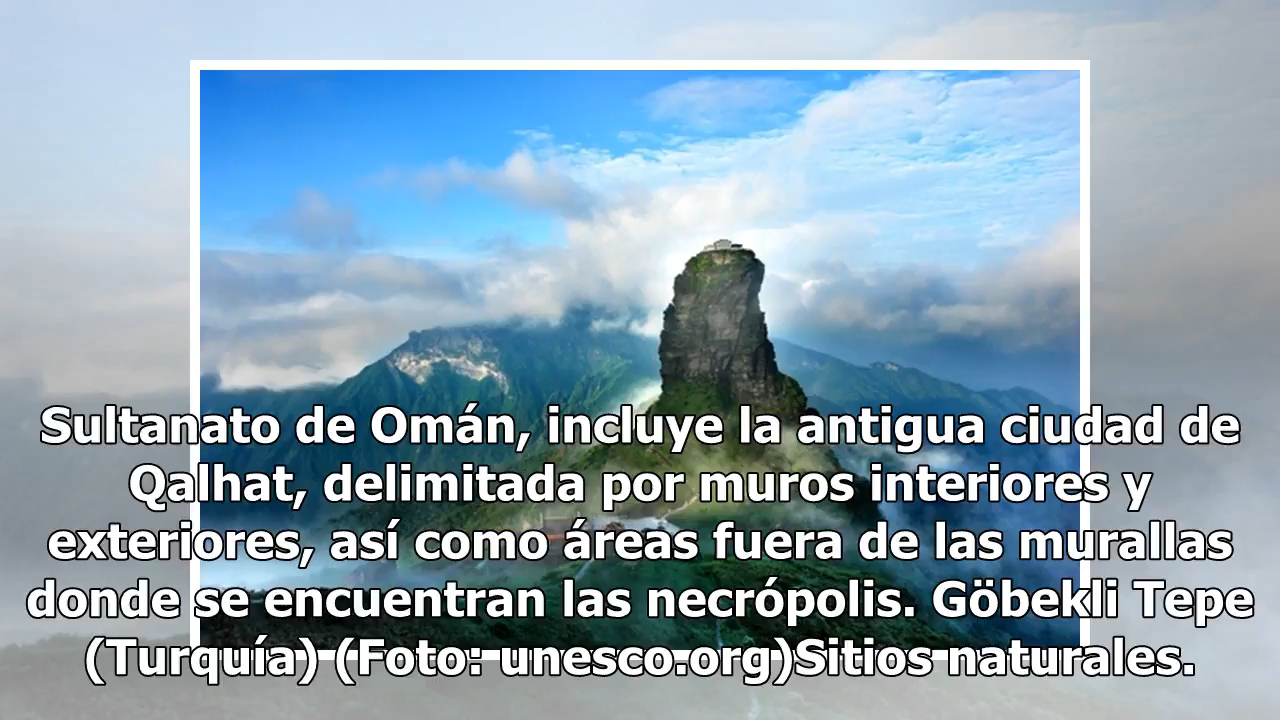 Sultanato de Omán, incluye la antigua ciudad de
Qalhat, delimitada por muros interiores y
exteriores, así como áreas fuera de las murallas
donde se encuentran las necrópolis. Göbekli Tepe
(Turquía) (Foto: unesco.org)Sitios naturales.